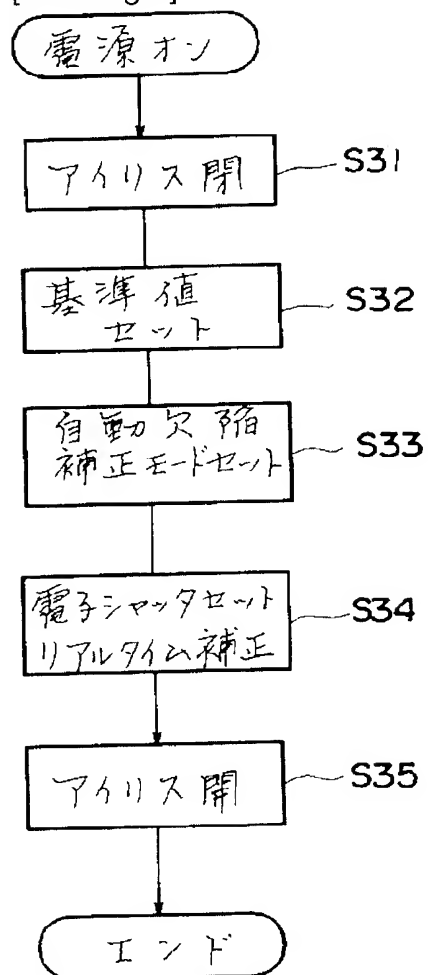 電源オン
アイリス閉
S31
基準値
セット
S32
自動欠陥
補正モードセット
S33
電子シャッタセット
リアルタイム補正
S34
アイリス開
S35
エンド